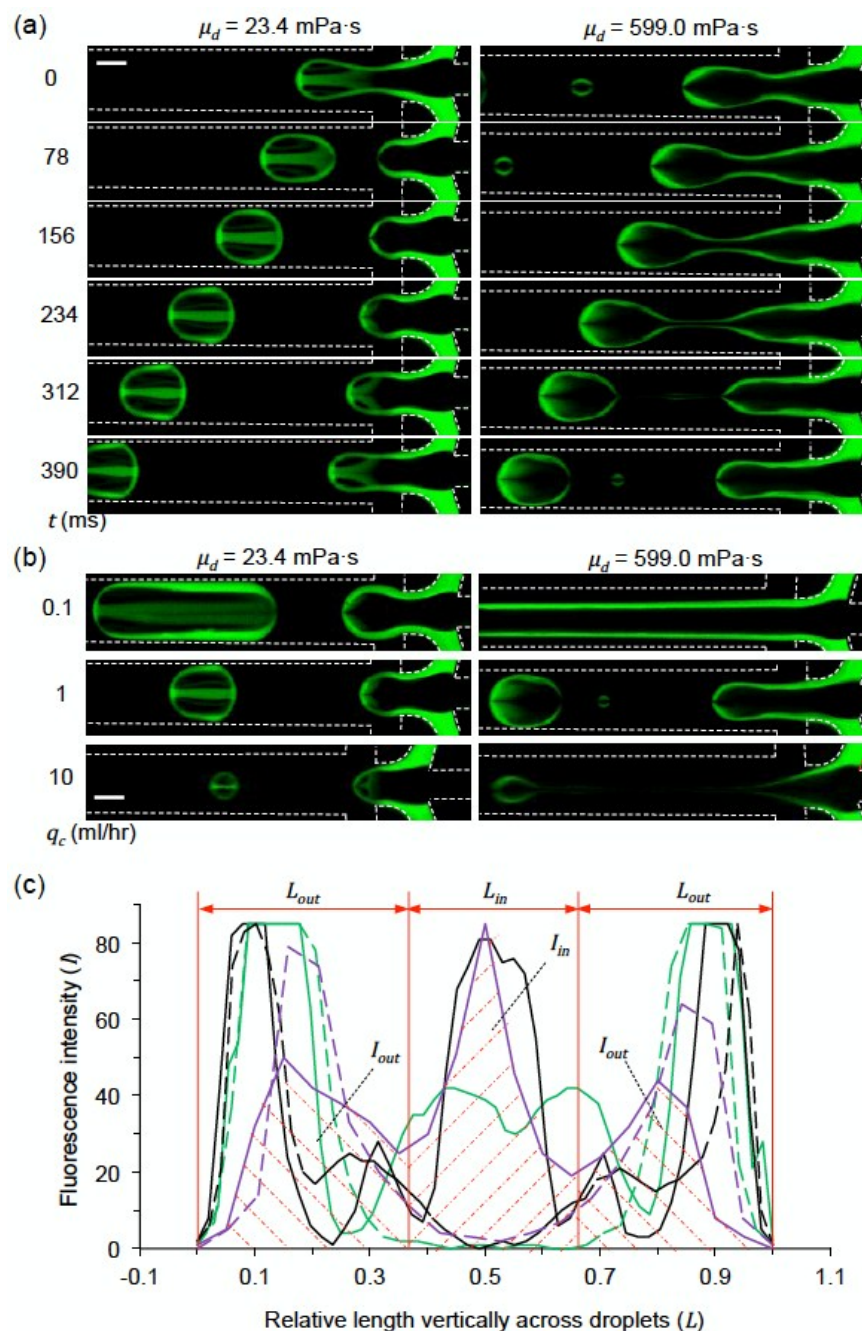 (a)
μd = 23.4 mPa·s
μd = 599.0 mPa·s
0
78
156
234
312
390
t (ms)
(b)
μd = 23.4 mPa·s
μd = 599.0 mPa·s
0.1
1
10
qc (ml/hr)
(c)
Lout
Lin
Lout
Iin
Iout
Iout
Fluorescence intensity (I)
80
60
40
20
0
-0.1
0.1
0.3
0.5
0.7
0.9
1.1
Relative length vertically across droplets (L)